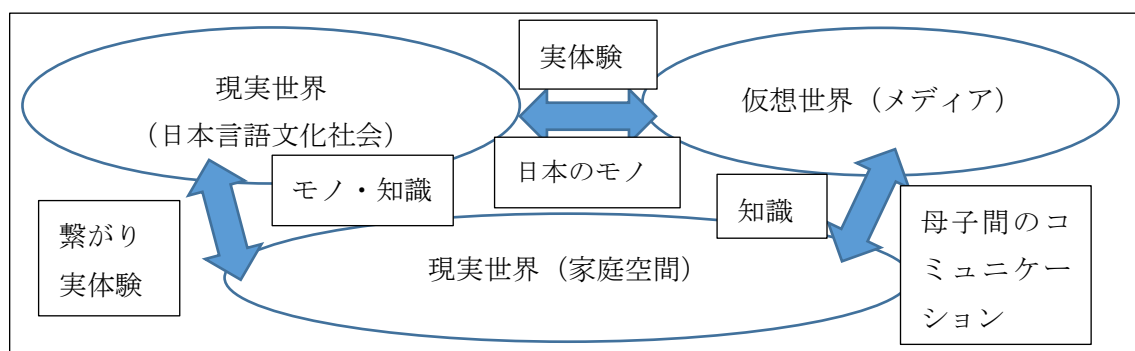 実体験
現実世界
（日本言語文化社会）
仮想世界（メディア）
日本のモノ
モノ・知識
知識
繋がり
実体験
母子間のコ
ミュニケー
ション
現実世界（家庭空間）